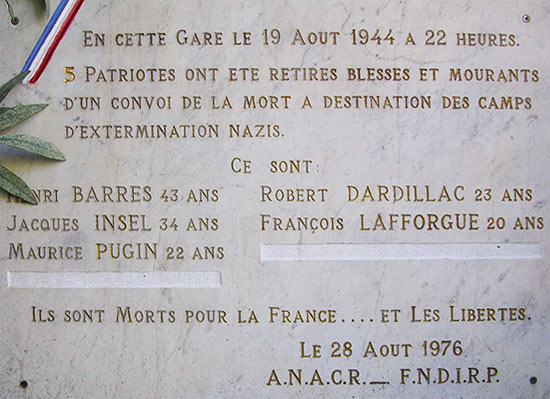 En cette Gare le 19 Aout 1944 a 22 heures.
5 Patriotes ont ete retires blesses et mourants
d'un convoi de la mort a destination des camps
d'extermination nazis.
Ce sont:
Henri BARRES 43 ans
Jacques INSEL 34 ans
Maurice PUGIN 22 ans
Robert DARDILLAC 23 ans
François LAFFORGUE 20 ans
Ils sont Morts pour la France.... et Les Libertes.
Le 28 Aout 1976
A.N.A.C.R._ F.N.D.I.R.P.